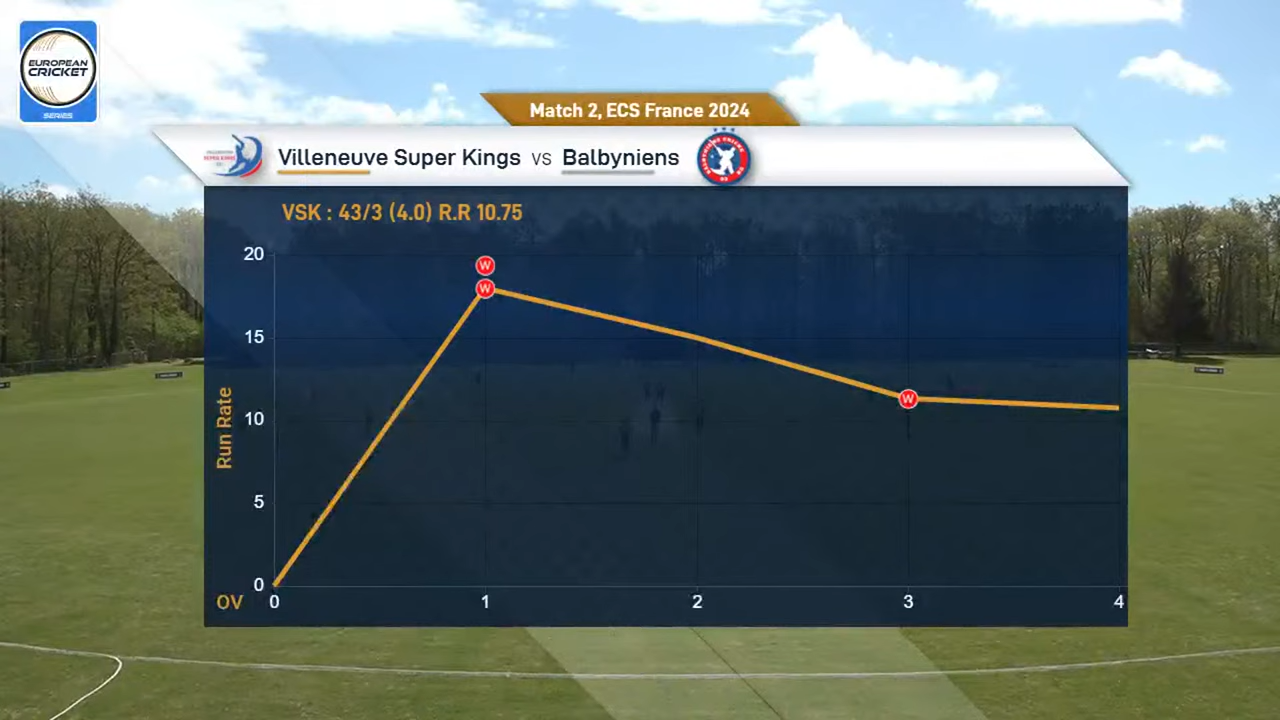 EUROPEAN
CRICKET
SERIES
Match 2, ECS France 2024
Villeneuve Super Kings vs Balbyniens
VSK : 43/3 (4.0) R.R 10.75
20
W
W
15
W
10
Run Rate
5
0
OV 0 1 2 3 4